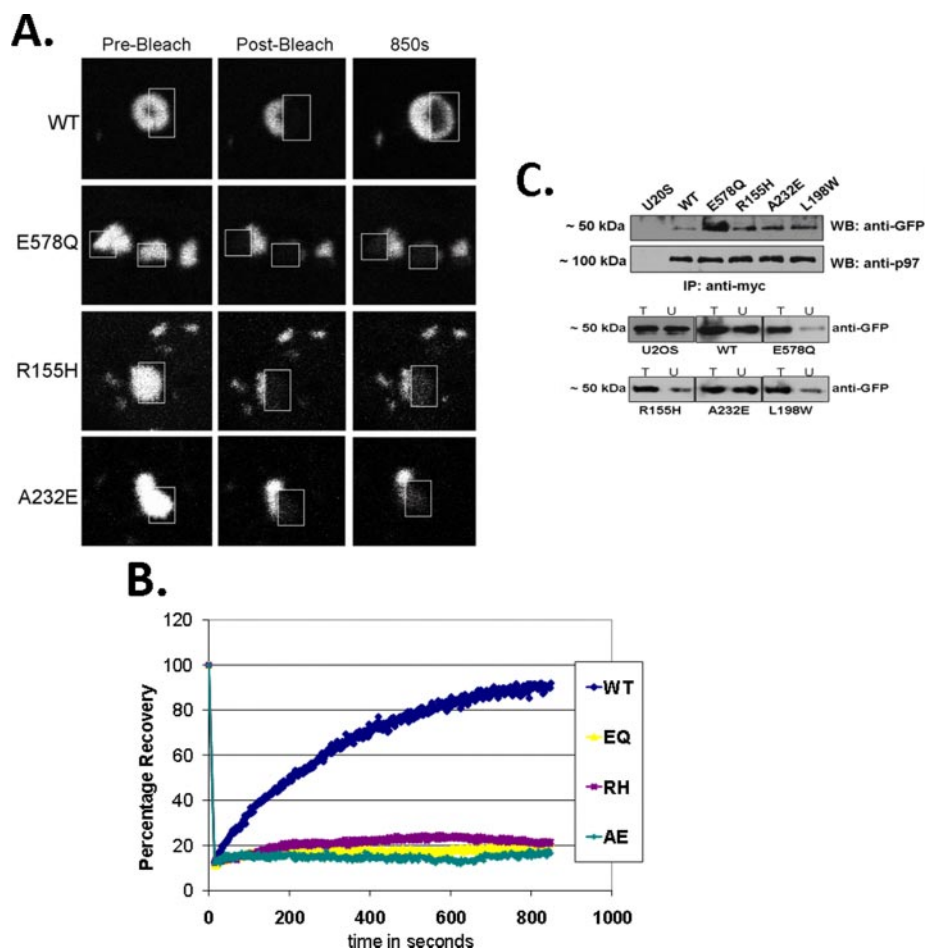 A.
Pre-Bleach Post-Bleach 850s
WT
E578Q
R155H
A232E
C.
U20S WT E578Q R155H A232E L198W
~ 50 kDa WB: anti-GFP
~ 100 kDa WB: anti-p97
IP: anti-myc
T U T U T U
~ 50 kDa anti-GFP
U2OS WT E578Q
T U T U T U
~ 50 kDa anti-GFP
R155H A232E L198W
B.
120
100
80
60
40
20
0
Percentage Recovery
0 200 400 600 800 1000
time in seconds
WT
EQ
RH
AE